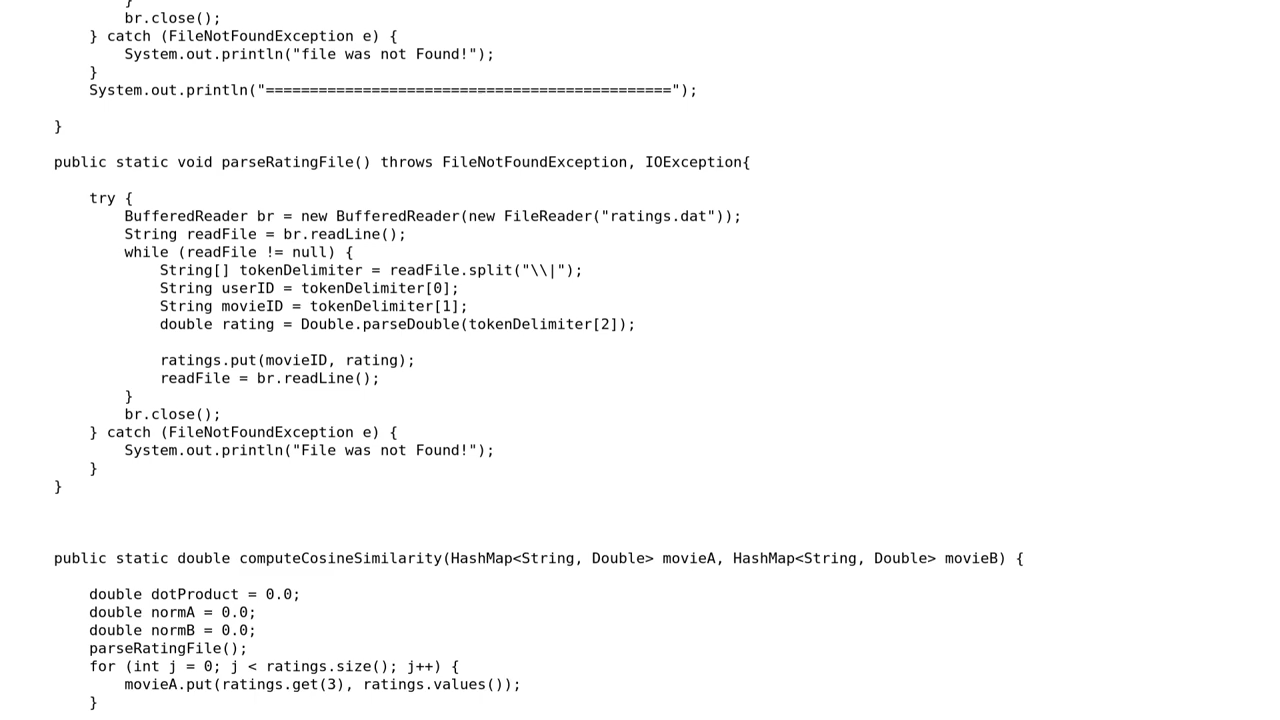 }
br.close();
} catch (FileNotFoundException e) {
System.out.println("file was not Found!");
}
System.out.println("==============================================");
}
public static void parseRatingFile() throws FileNotFoundException, IOException{
try {
BufferedReader br = new BufferedReader(new FileReader("ratings.dat"));
String readFile = br.readLine();
while (readFile != null) {
String[] tokenDelimiter = readFile.split("\\|");
String userID = tokenDelimiter[0];
String movieID = tokenDelimiter[1];
double rating = Double.parseDouble(tokenDelimiter[2]);
ratings.put(movieID, rating);
readFile = br.readLine();
}
br.close();
} catch (FileNotFoundException e) {
System.out.println("File was not Found!");
}
}
public static double computeCosineSimilarity(HashMap<String, Double> movieA, HashMap<String, Double> movieB) {
double dotProduct = 0.0;
double normA = 0.0;
double normB = 0.0;
parseRatingFile();
for (int j = 0; j < ratings.size(); j++) {
movieA.put(ratings.get(3), ratings.values());
}